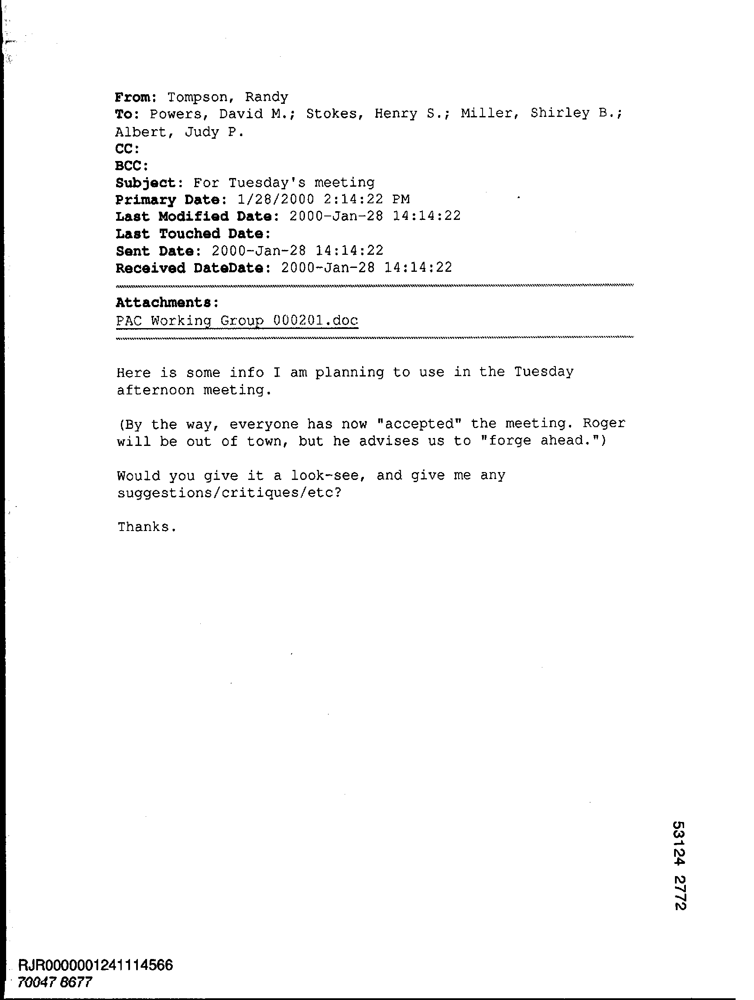 From: Tompson, Randy
To: Powers, David M.; Stokes, Henry S.; Miller, Shirley B.;
Albert, Judy P.
CC:
BCC:
Subject: For Tuesday's meeting
Primary Date: 1/28/2000 2:14:22 PM
Last Modified Date: 2000-Jan-28 14:14:22
Last Touched Date:
Sent Date: 2000-Jan-28 14:14:22
Received DateDate: 2000-Jan-28 14:14:22
Attachments:
PAC Working Group 000201.doc
Here is some info I am planning to use in the Tuesday
afternoon meeting.
(By the way, everyone has now "accepted" the meeting. Roger
will be out of town, but he advises us to "forge ahead.")
Would you give it a look-see, and give me any
suggestions/critiques/etc?
Thanks.
53124 2772
RJR0000001241114566
70047 8677